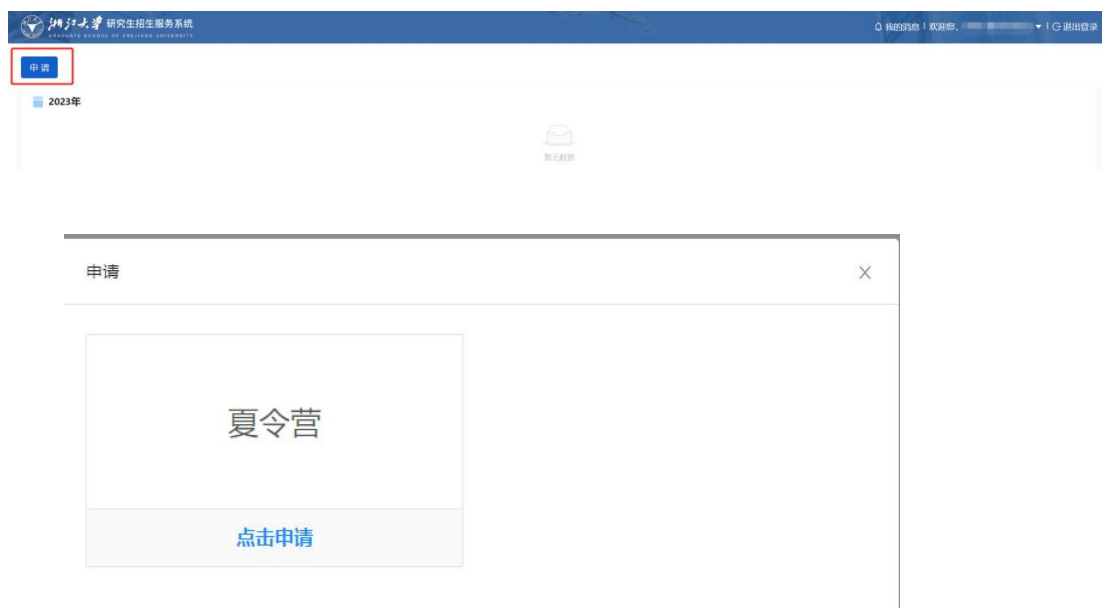 浙江大学 研究生招生服务系统
GRADUATE SCHOOL OF ZHEJIANG UNIVERSITY
我的消息 | 欢迎您, | 退出登录
申请
2023年
暂无数据
申请
夏令营
点击申请